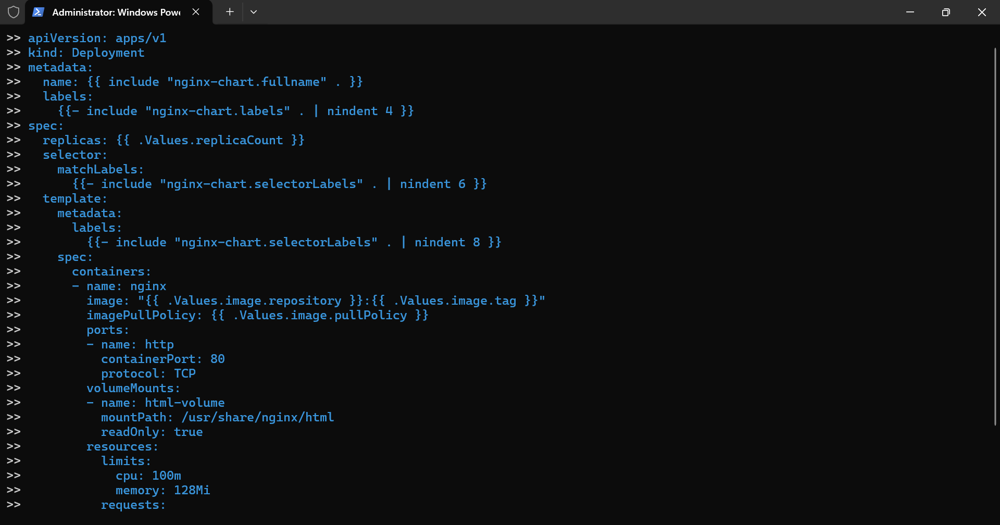 Administrator: Windows Pow
>> apiVersion: apps/v1
>> kind: Deployment
>> metadata:
>>   name: {{ include "nginx-chart.fullname" . }}
>>   labels:
>>     {{- include "nginx-chart.labels" . | nindent 4 }}
>> spec:
>>   replicas: {{ .Values.replicaCount }}
>>   selector:
>>     matchLabels:
>>       {{- include "nginx-chart.selectorLabels" . | nindent 6 }}
>>   template:
>>     metadata:
>>       labels:
>>         {{- include "nginx-chart.selectorLabels" . | nindent 8 }}
>>     spec:
>>       containers:
>>       - name: nginx
>>         image: "{{ .Values.image.repository }}:{{ .Values.image.tag }}"
>>         imagePullPolicy: {{ .Values.image.pullPolicy }}
>>         ports:
>>         - name: http
>>           containerPort: 80
>>           protocol: TCP
>>         volumeMounts:
>>         - name: html-volume
>>           mountPath: /usr/share/nginx/html
>>           readOnly: true
>>         resources:
>>           limits:
>>             cpu: 100m
>>             memory: 128Mi
>>           requests: